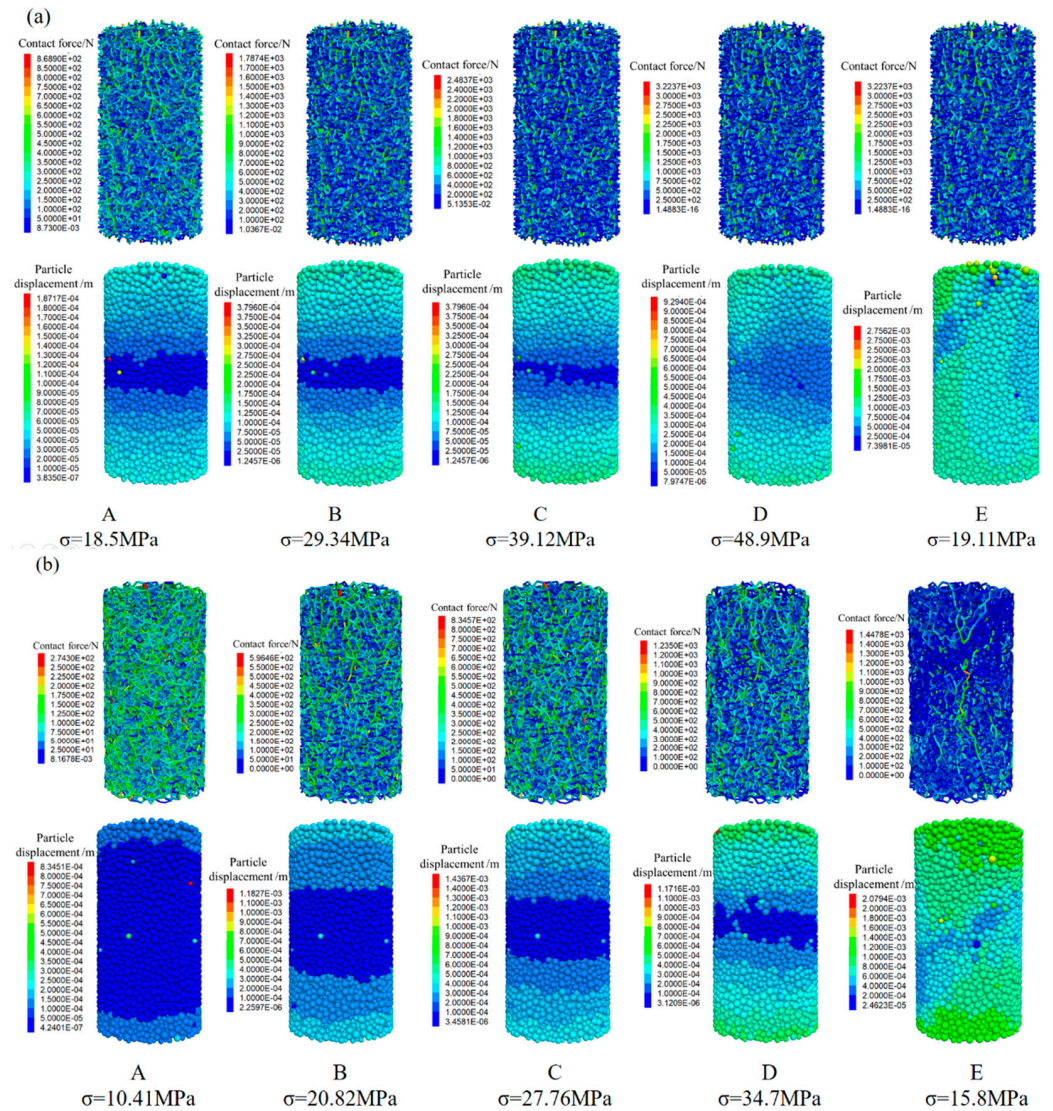 (a)
Contact force/N
8.6890E+02
8.5000E+02
8.0000E+02
7.5000E+02
7.0000E+02
6.5000E+02
6.0000E+02
5.5000E+02
5.0000E+02
4.5000E+02
4.0000E+02
3.5000E+02
3.0000E+02
2.5000E+02
2.0000E+02
1.5000E+02
1.0000E+02
5.0000E+01
8.7300E-03
Contact force/N
1.7874E+03
1.7000E+03
1.6000E+03
1.5000E+03
1.4000E+03
1.3000E+03
1.2000E+03
1.1000E+03
1.0000E+03
9.0000E+02
8.0000E+02
7.0000E+02
6.0000E+02
5.0000E+02
4.0000E+02
3.0000E+02
2.0000E+02
1.0000E+02
1.0367E-02
Contact force/N
2.4837E+03
2.4000E+03
2.2000E+03
2.0000E+03
1.8000E+03
1.6000E+03
1.4000E+03
1.2000E+03
1.0000E+03
8.0000E+02
6.0000E+02
4.0000E+02
2.0000E+02
5.1353E-02
Contact force/N
3.2237E+03
3.0000E+03
2.7500E+03
2.5000E+03
2.2500E+03
2.0000E+03
1.7500E+03
1.5000E+03
1.2500E+03
1.0000E+03
7.5000E+02
5.0000E+02
2.5000E+02
1.4883E-16
Contact force/N
3.2237E+03
3.0000E+03
2.7500E+03
2.5000E+03
2.2500E+03
2.0000E+03
1.7500E+03
1.5000E+03
1.2500E+03
1.0000E+03
7.5000E+02
5.0000E+02
2.5000E+02
1.4883E-16
Particle
displacement /m
1.8717E-04
1.8000E-04
1.7000E-04
1.6000E-04
1.5000E-04
1.4000E-04
1.3000E-04
1.2000E-04
1.1000E-04
1.0000E-04
9.0000E-05
8.0000E-05
7.0000E-05
6.0000E-05
5.0000E-05
4.0000E-05
3.0000E-05
2.0000E-05
1.0000E-05
3.8350E-07
Particle
displacement /m
3.7960E-04
3.7500E-04
3.5000E-04
3.2500E-04
3.0000E-04
2.7500E-04
2.5000E-04
2.2500E-04
2.0000E-04
1.7500E-04
1.5000E-04
1.2500E-04
1.0000E-04
7.5000E-05
5.0000E-05
2.5000E-05
1.2457E-06
Particle
displacement /m
3.7960E-04
3.7500E-04
3.5000E-04
3.2500E-04
3.0000E-04
2.7500E-04
2.5000E-04
2.2500E-04
2.0000E-04
1.7500E-04
1.5000E-04
1.2500E-04
1.0000E-04
7.5000E-05
5.0000E-05
2.5000E-05
1.2457E-06
Particle
displacement /m
9.2940E-04
9.0000E-04
8.5000E-04
8.0000E-04
7.5000E-04
7.0000E-04
6.5000E-04
6.0000E-04
5.5000E-04
5.0000E-04
4.5000E-04
4.0000E-04
3.5000E-04
3.0000E-04
2.5000E-04
2.0000E-04
1.5000E-04
1.0000E-04
5.0000E-05
7.9747E-06
Particle
displacement /m
2.7562E-03
2.5000E-03
2.2500E-03
2.0000E-03
1.7500E-03
1.5000E-03
1.2500E-03
1.0000E-03
7.5000E-04
5.0000E-04
2.5000E-04
7.3981E-05
A
B
C
D
E
σ=18.5MPa
σ=29.34MPa
σ=39.12MPa
σ=48.9MPa
σ=19.11MPa
(b)
Contact force/N
2.7430E+02
2.5000E+02
2.2500E+02
2.0000E+02
1.7500E+02
1.5000E+02
1.2500E+02
1.0000E+02
7.5000E+01
5.0000E+01
2.5000E+01
8.1678E-03
Contact force/N
5.9646E+02
5.5000E+02
5.0000E+02
4.5000E+02
4.0000E+02
3.5000E+02
3.0000E+02
2.5000E+02
2.0000E+02
1.5000E+02
1.0000E+02
5.0000E+01
0.0000E+00
Contact force/N
8.3457E+02
8.0000E+02
7.5000E+02
7.0000E+02
6.5000E+02
6.0000E+02
5.5000E+02
5.0000E+02
4.5000E+02
4.0000E+02
3.5000E+02
3.0000E+02
2.5000E+02
2.0000E+02
1.5000E+02
1.0000E+02
5.0000E+01
0.0000E+00
Contact force/N
1.2350E+03
1.2000E+03
1.1000E+03
1.0000E+03
9.0000E+02
8.0000E+02
7.0000E+02
6.0000E+02
5.0000E+02
4.0000E+02
3.0000E+02
2.0000E+02
1.0000E+02
0.0000E+00
Contact force/N
1.4478E+03
1.4000E+03
1.3000E+03
1.2000E+03
1.1000E+03
1.0000E+03
9.0000E+02
8.0000E+02
7.0000E+02
6.0000E+02
5.0000E+02
4.0000E+02
3.0000E+02
2.0000E+02
1.0000E+02
0.0000E+00
Particle
displacement /m
8.3451E-04
8.0000E-04
7.5000E-04
7.0000E-04
6.5000E-04
6.0000E-04
5.5000E-04
5.0000E-04
4.5000E-04
4.0000E-04
3.5000E-04
3.0000E-04
2.5000E-04
2.0000E-04
1.5000E-04
1.0000E-04
5.0000E-05
4.2401E-07
Particle
displacement /m
1.1827E-03
1.1000E-03
1.0000E-03
9.0000E-04
8.0000E-04
7.0000E-04
6.0000E-04
5.0000E-04
4.0000E-04
3.0000E-04
2.0000E-04
1.0000E-04
2.2597E-06
Particle
displacement /m
1.4367E-03
1.4000E-03
1.3000E-03
1.2000E-03
1.1000E-03
1.0000E-03
9.0000E-04
8.0000E-04
7.0000E-04
6.0000E-04
5.0000E-04
4.0000E-04
3.0000E-04
2.0000E-04
1.0000E-04
3.4581E-06
Particle
displacement /m
1.1716E-03
1.1000E-03
1.0000E-03
9.0000E-04
8.0000E-04
7.0000E-04
6.0000E-04
5.0000E-04
4.0000E-04
3.0000E-04
2.0000E-04
1.0000E-04
3.1209E-06
Particle
displacement /m
2.0794E-03
2.0000E-03
1.8000E-03
1.6000E-03
1.4000E-03
1.2000E-03
1.0000E-03
8.0000E-04
6.0000E-04
4.0000E-04
2.0000E-04
2.4623E-05
A
B
C
D
E
σ=10.41MPa
σ=20.82MPa
σ=27.76MPa
σ=34.7MPa
σ=15.8MPa